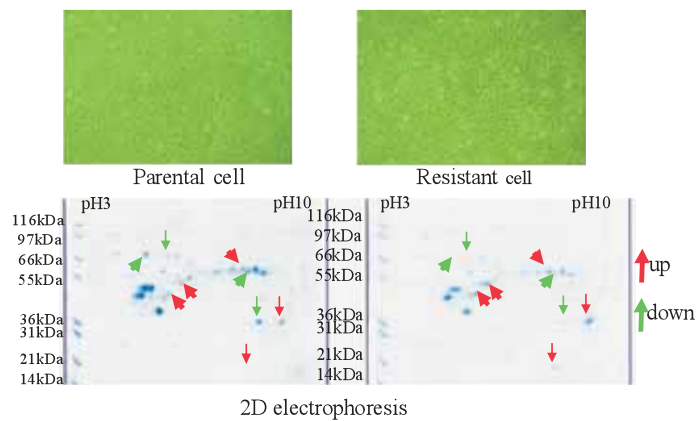 Parental cell
Resistant cell
pH3
pH10
116kDa
97kDa
66kDa
55kDa
36kDa
31kDa
21kDa
14kDa
pH3
pH10
116kDa
97kDa
66kDa
55kDa
36kDa
31kDa
21kDa
14kDa
up
down
2D electrophoresis